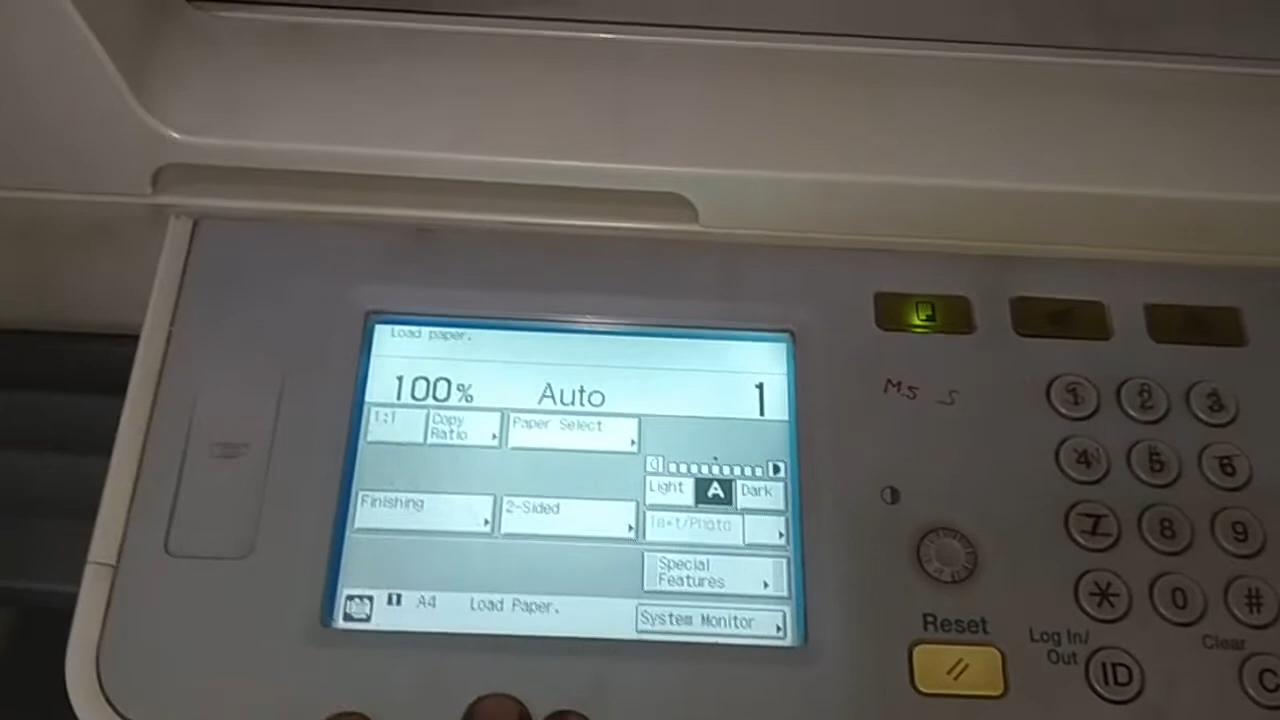 Load paper.
100% Auto 1
1:1 Copy Ratio Paper Select
Light A Dark
Finishing 2-Sided
Text/Photo
Special Features
1 A4 Load Paper.
System Monitor
M.S S
1 2 3
4 5 6
7 8 9
* 0 #
Reset
Log In/Out
ID
Clear
C